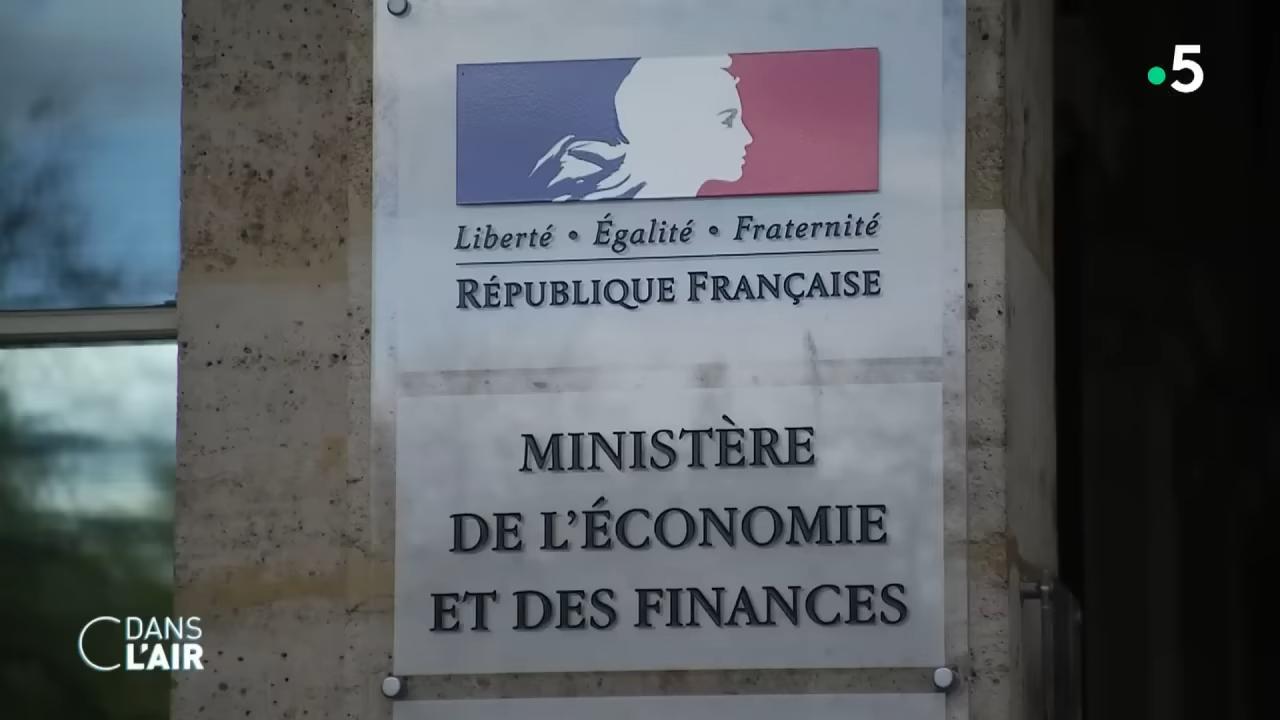 5
Liberté • Égalité • Fraternité
RÉPUBLIQUE FRANÇAISE
MINISTÈRE
DE L'ÉCONOMIE
ET DES FINANCES
C DANS
L'AIR